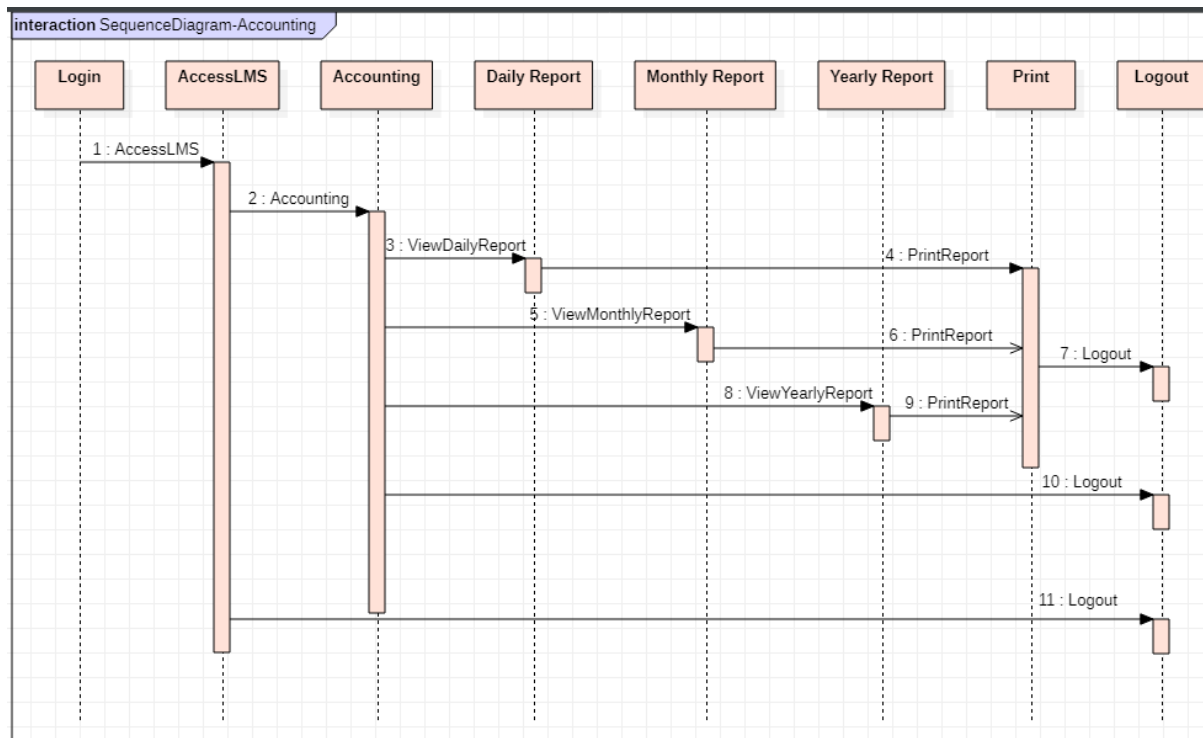 interaction SequenceDiagram-Accounting
Login
AccessLMS
Accounting
Daily Report
Monthly Report
Yearly Report
Print
Logout
1 : AccessLMS
2 : Accounting
3 : ViewDailyReport
4 : PrintReport
5 : ViewMonthlyReport
6 : PrintReport
7 : Logout
8 : ViewYearlyReport
9 : PrintReport
10 : Logout
11 : Logout